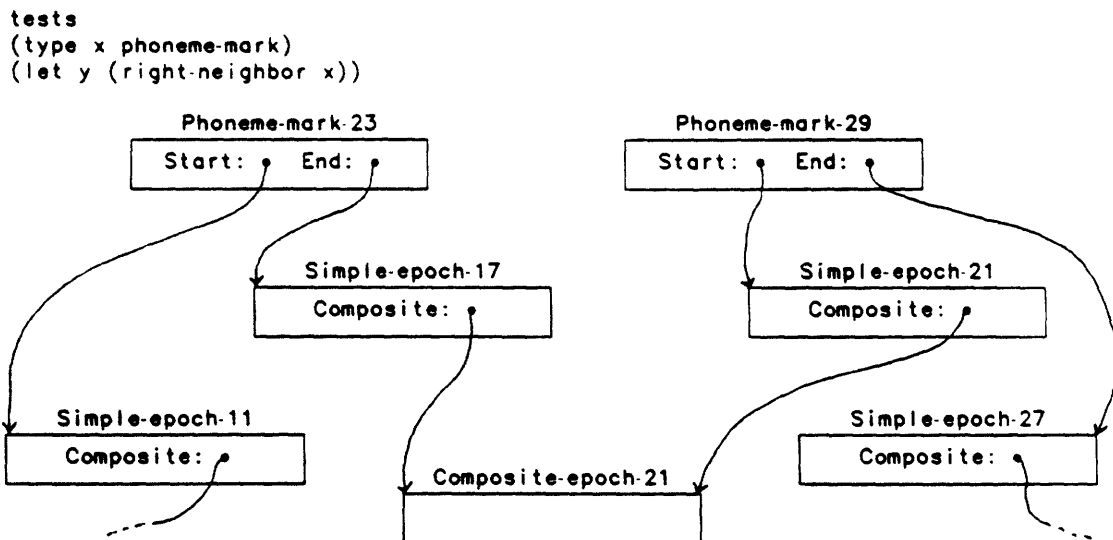 tests
(type x phoneme-mark)
(let y (right-neighbor x))
Phoneme-mark-23 Phoneme-mark-29
Start: End: Start: End:
Simple-epoch-17 Simple-epoch-21
Composite: Composite:
Simple-epoch-11 Simple-epoch-27
Composite: Composite:
Composite-epoch-21